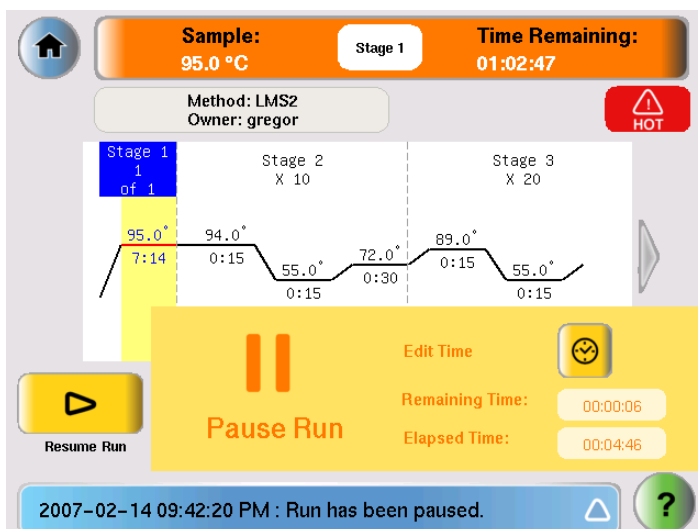 Sample:
95.0 °C
Stage 1
Time Remaining:
01:02:47
Method: LMS2
Owner: gregor
HOT
Stage 1
1
of 1
Stage 2
X 10
Stage 3
X 20
95.0°
7:14
94.0°
0:15
55.0°
0:15
72.0°
0:30
89.0°
0:15
55.0°
0:15
Pause Run
Edit Time
Remaining Time:
00:00:06
Elapsed Time:
00:04:46
Resume Run
2007-02-14 09:42:20 PM : Run has been paused.
?